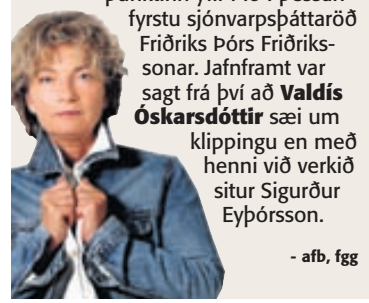 fyrstu sjónvarpsþáttaröð
Friðriks Þórs Friðriks-
sonar. Jafnframt var
sagt frá því að Valdís
Óskarsdóttir sæi um
klippingu en með
henni við verkið
situr Sigurður
Eyþórsson.
- afb, fgg